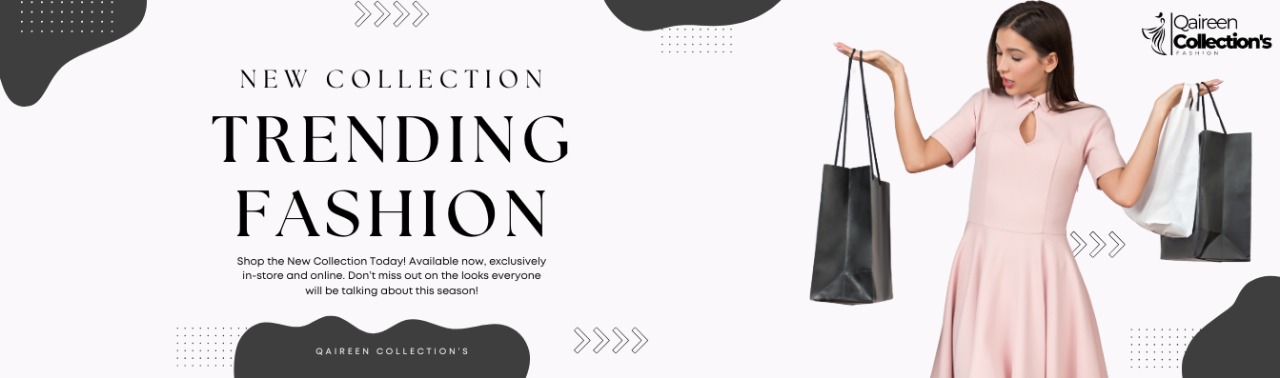 NEW COLLECTION
TRENDING
FASHION
Shop the New Collection Today! Available now, exclusively
in-store and online. Don't miss out on the looks everyone
will be talking about this season!
QAIREEN COLLECTION'S
Qaireen
Collection's
FASHION